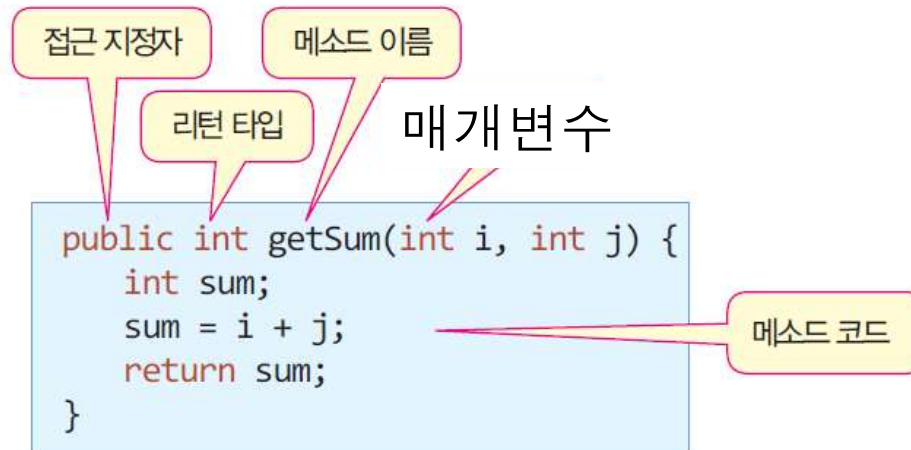 접근 지정자
메소드 이름
리턴 타입
매개변수
public int getSum(int i, int j) {
int sum;
sum = i + j;
return sum;
}
메소드 코드